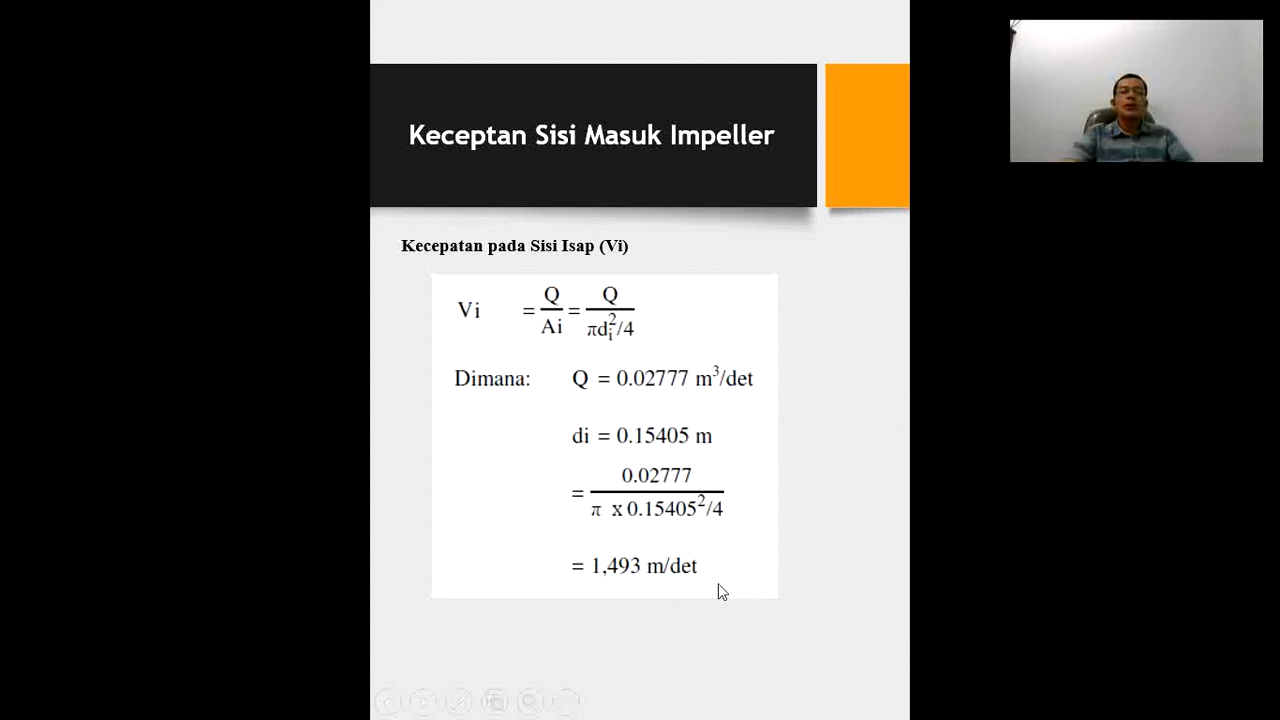 Keceptan Sisi Masuk Impeller
Kecepatan pada Sisi Isap (Vi)
Vi = Q/Ai = Q/πdᵢ²/4
Dimana: Q = 0.02777 m³/det
di = 0.15405 m
= 0.02777/π x 0.15405²/4
= 1,493 m/det